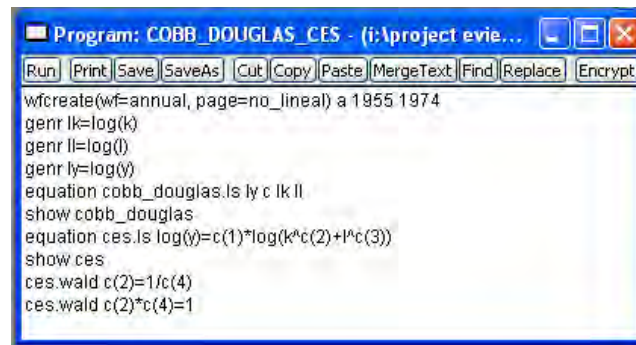 Program: COBB_DOUGLAS_CES - (i:\project evie...
Run Print Save SaveAs Cut Copy Paste MergeText Find Replace Encrypt
wfcreate(wf=annual, page=no_lineal) a 1955 1974
genr lk=log(k)
genr ll=log(l)
genr ly=log(y)
equation cobb_douglas.ls ly c lk ll
show cobb_douglas
equation ces.ls log(y)=c(1)*log(k^c(2)+l^c(3))
show ces
ces.wald c(2)=1/c(4)
ces.wald c(2)*c(4)=1